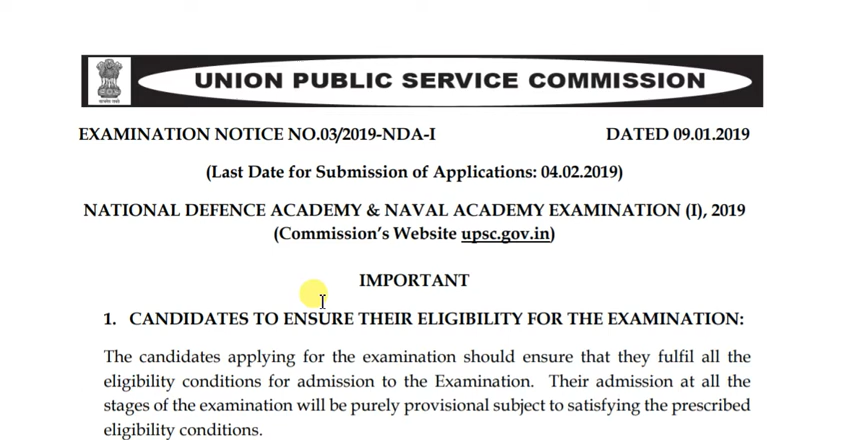 UNION PUBLIC SERVICE COMMISSION
EXAMINATION NOTICE NO.03/2019-NDA-I DATED 09.01.2019
(Last Date for Submission of Applications: 04.02.2019)
NATIONAL DEFENCE ACADEMY & NAVAL ACADEMY EXAMINATION (I), 2019
(Commission's Website upsc.gov.in)
IMPORTANT
1. CANDIDATES TO ENSURE THEIR ELIGIBILITY FOR THE EXAMINATION:
The candidates applying for the examination should ensure that they fulfil all the
eligibility conditions for admission to the Examination. Their admission at all the
stages of the examination will be purely provisional subject to satisfying the prescribed
eligibility conditions.